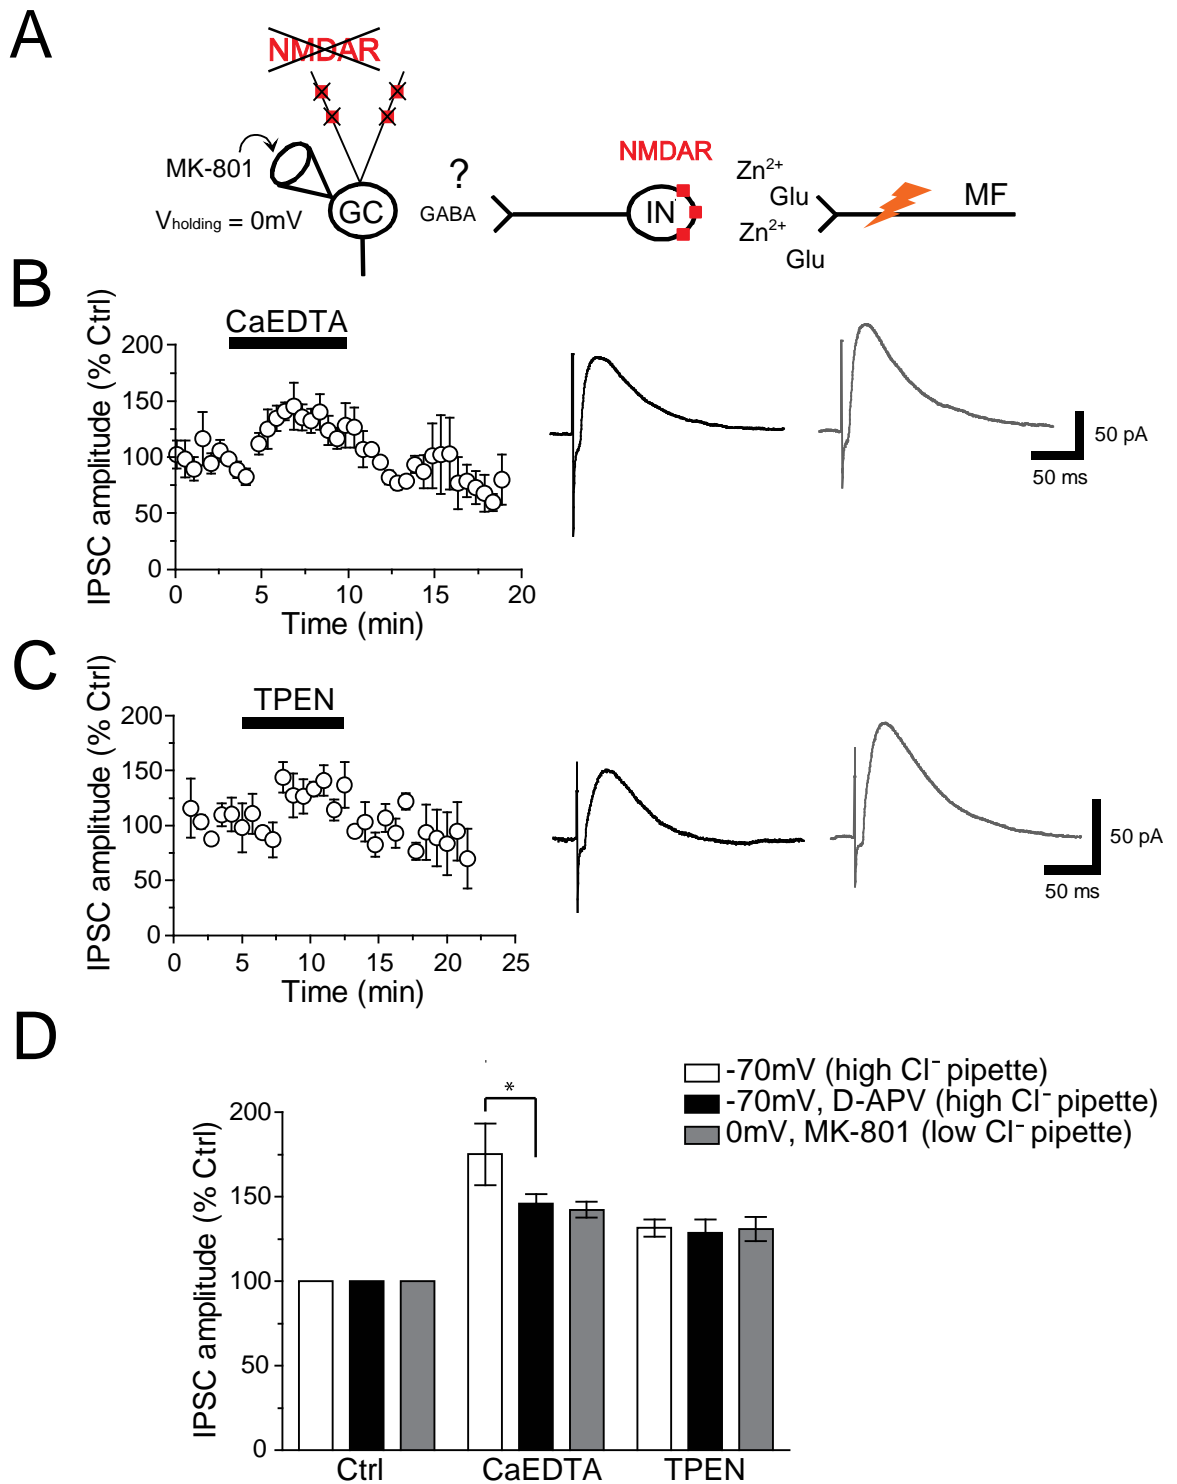 A
NMDAR
MK-801
Vholding = 0mV
GC
?
GABA
NMDAR
IN
Zn2+
Glu
Zn2+
Glu
MF
B
CaEDTA
IPSC amplitude (% Ctrl)
200
150
100
50
0
0 5 10 15 20
Time (min)
50 pA
50 ms
C
TPEN
IPSC amplitude (% Ctrl)
200
150
100
50
0
0 5 10 15 20 25
Time (min)
50 pA
50 ms
D
-70mV (high Cl⁻ pipette)
-70mV, D-APV (high Cl⁻ pipette)
0mV, MK-801 (low Cl⁻ pipette)
*
IPSC amplitude (% Ctrl)
200
150
100
50
0
Ctrl CaEDTA TPEN